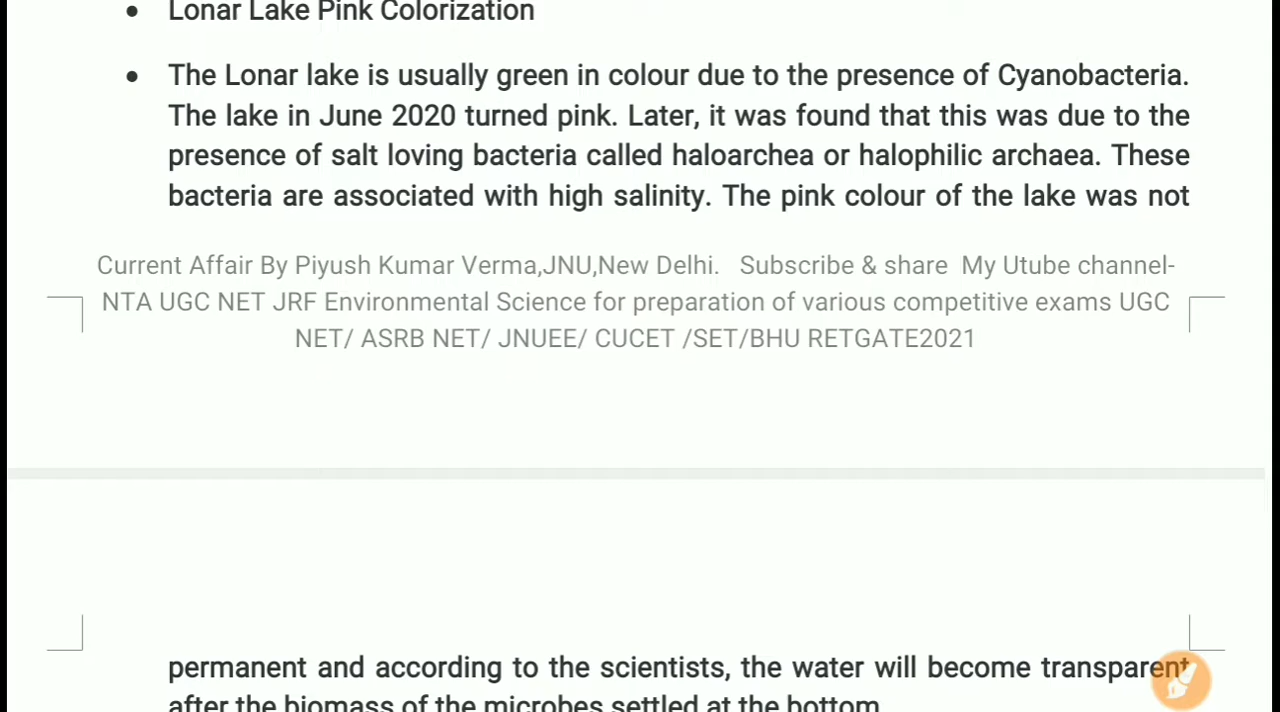 Lonar Lake Pink Colorization
The Lonar lake is usually green in colour due to the presence of Cyanobacteria.
The lake in June 2020 turned pink. Later, it was found that this was due to the
presence of salt loving bacteria called haloarchea or halophilic archaea. These
bacteria are associated with high salinity. The pink colour of the lake was not
Current Affair By Piyush Kumar Verma,JNU,New Delhi. Subscribe & share My Utube channel-
NTA UGC NET JRF Environmental Science for preparation of various competitive exams UGC
NET/ ASRB NET/ JNUEE/ CUCET /SET/BHU RETGATE2021
permanent and according to the scientists, the water will become transparent
after the biomass of the microbes settled at the bottom